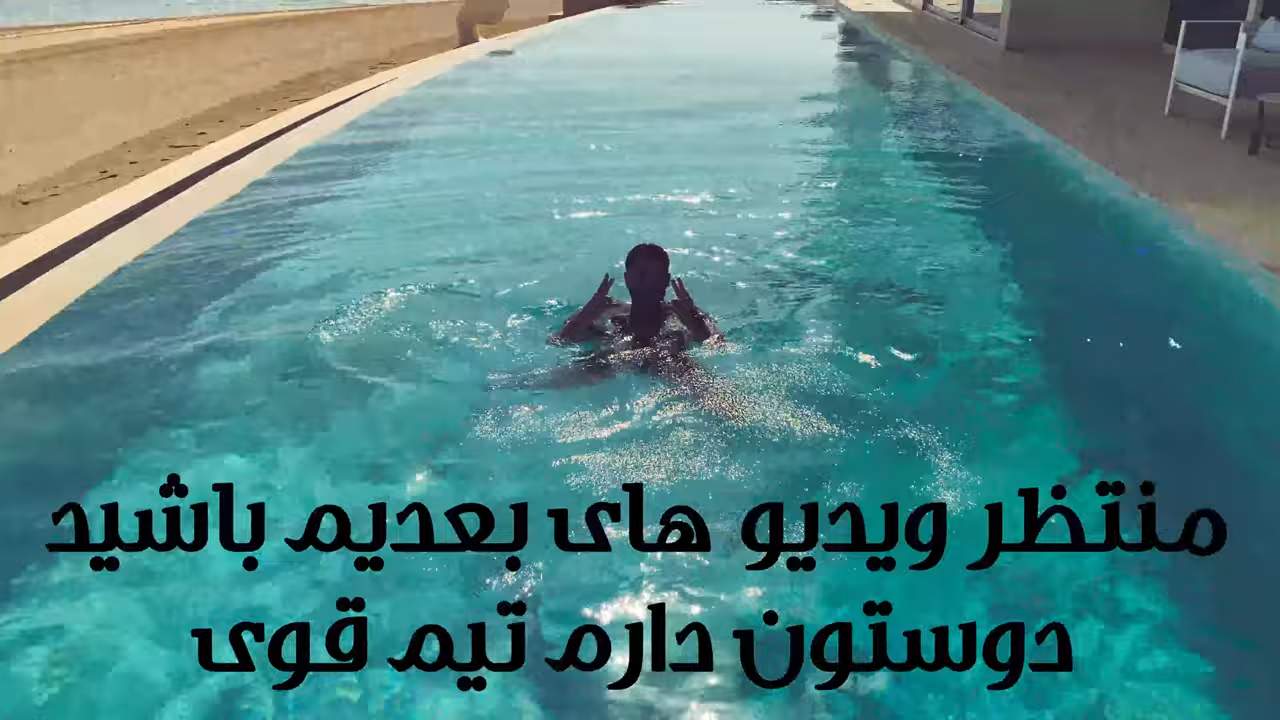 منتظر ویدیو های بعدیم باشید
دوستون دارم تیم قوی